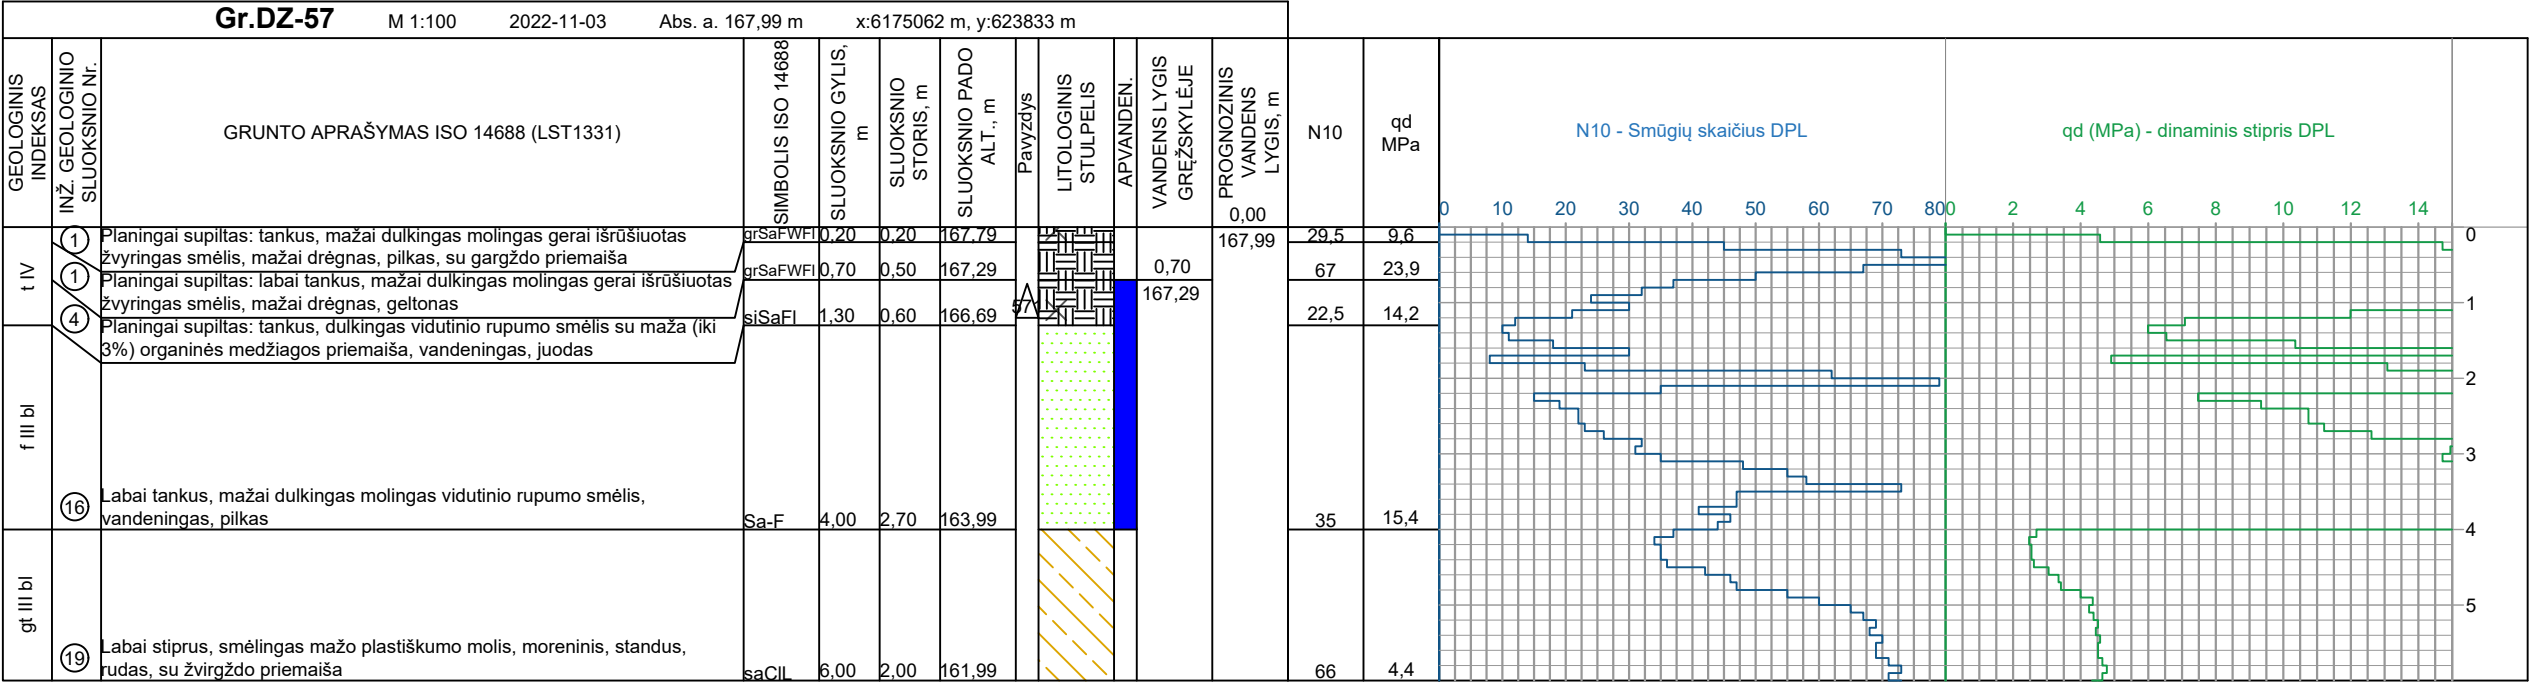 Gr.DZ-57 M 1:100 2022-11-03 Abs. a. 167,99 m x:6175062 m, y:623833 m
GEOLOGINIS
INDEKSAS
INŽ. GEOLOGINIO
SLUOKSNIO Nr.
GRUNTO APRAŠYMAS ISO 14688 (LST1331)
SIMBOLIS ISO 14688
SLUOKSNIO GYLIS,
m
SLUOKSNIO
STORIS, m
SLUOKSNIO PADO
ALT., m
Pavyzdys
LITOLOGINIS
STULPELIS
APVANDEN.
VANDENS LYGIS
GRĘŽSKYLĖJE
PROGNOZINIS
VANDENS
LYGIS, m
0,00
167,99
N10
qd
MPa
N10 - Smūgių skaičius DPL
qd (MPa) - dinaminis stipris DPL
0 10 20 30 40 50 60 70 80
0 2 4 6 8 10 12 14
t IV
1
Planingai supiltas: tankus, mažai dulkingas molingas gerai išrūšiuotas
žvyringas smėlis, mažai drėgnas, pilkas, su gargždo priemaiša
grSaFWFl 0,20 0,20 167,79 29,5 9,6
1
Planingai supiltas: labai tankus, mažai dulkingas molingas gerai išrūšiuotas
žvyringas smėlis, mažai drėgnas, geltonas
grSaFWFl 0,70 0,50 167,29 67 23,9
0,70
167,29
4
Planingai supiltas: tankus, dulkingas vidutinio rupumo smėlis su maža (iki
3%) organinės medžiagos priemaiša, vandeningas, juodas
siSaFl 1,30 0,60 166,69 22,5 14,2
f III bl
16
Labai tankus, mažai dulkingas molingas vidutinio rupumo smėlis,
vandeningas, pilkas
Sa-F 4,00 2,70 163,99 35 15,4
gt III bl
19
Labai stiprus, smėlingas mažo plastiškumo molis, moreninis, standus,
rudas, su žvirgždo priemaiša
saClL 6,00 2,00 161,99 66 4,4
0
1
2
3
4
5